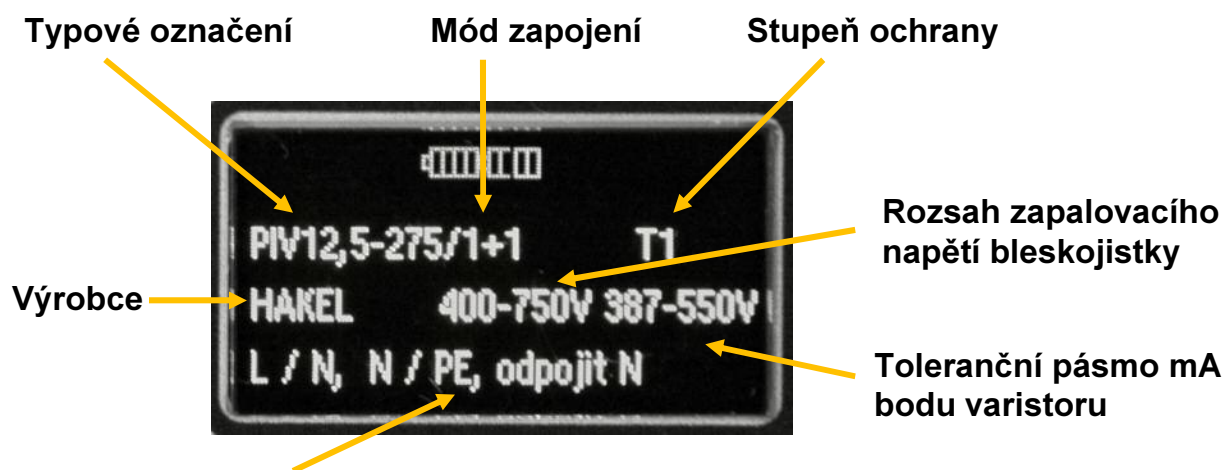 Typové označení
Mód zapojení
Stupeň ochrany
PIV12,5-275/1+1 T1
Rozsah zapalovacího
napětí bleskojistky
Výrobce
HAKEL 400-750V 387-550V
L / N, N / PE, odpojit N
Toleranční pásmo mA
bodu varistoru